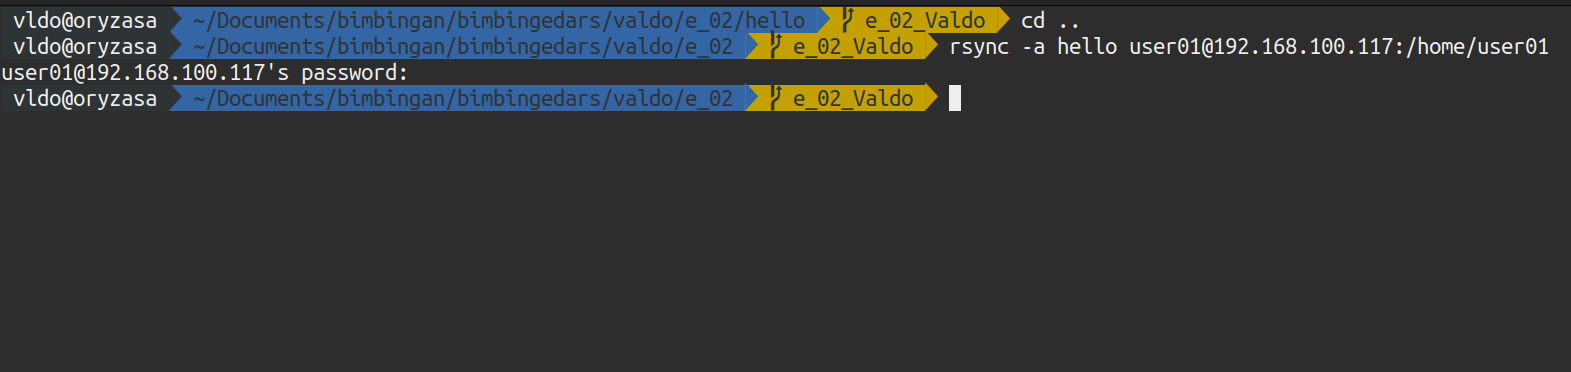 vldo@oryzasa ~/Documents/bimbingan/bimbingedars/valdo/e_02/hello e_02_Valdo cd ..
vldo@oryzasa ~/Documents/bimbingan/bimbingedars/valdo/e_02 e_02_Valdo rsync -a hello user01@192.168.100.117:/home/user01
user01@192.168.100.117's password:
vldo@oryzasa ~/Documents/bimbingan/bimbingedars/valdo/e_02 e_02_Valdo